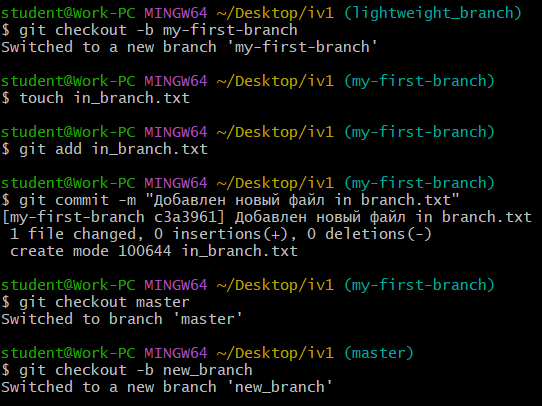 student@Work-PC MINGW64 ~/Desktop/iv1 (lightweight_branch)
$ git checkout -b my-first-branch
Switched to a new branch 'my-first-branch'
student@Work-PC MINGW64 ~/Desktop/iv1 (my-first-branch)
$ touch in_branch.txt
student@Work-PC MINGW64 ~/Desktop/iv1 (my-first-branch)
$ git add in_branch.txt
student@Work-PC MINGW64 ~/Desktop/iv1 (my-first-branch)
$ git commit -m "Добавлен новый файл in branch.txt"
[my-first-branch c3a3961] Добавлен новый файл in branch.txt
 1 file changed, 0 insertions(+), 0 deletions(-)
 create mode 100644 in_branch.txt
student@Work-PC MINGW64 ~/Desktop/iv1 (my-first-branch)
$ git checkout master
Switched to branch 'master'
student@Work-PC MINGW64 ~/Desktop/iv1 (master)
$ git checkout -b new_branch
Switched to a new branch 'new_branch'